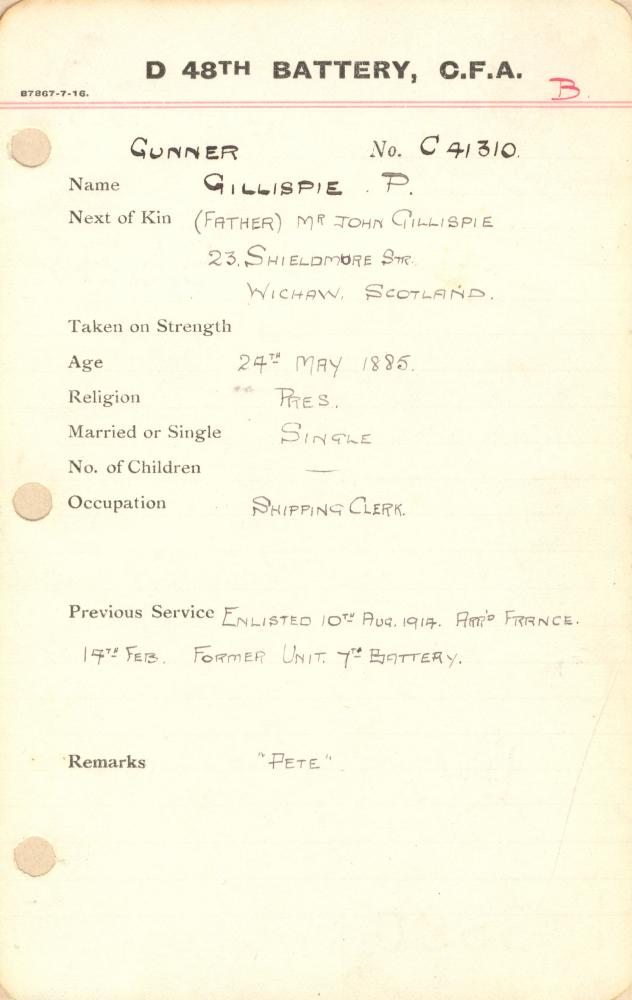 D 48TH BATTERY, C.F.A.
B7867-7-16.
B.
GUNNER No. C 41310.
Name GILLISPIE . P.
Next of Kin (FATHER) MR JOHN GILLISPIE
23, SHIELDMORE STR.
WICHAW, SCOTLAND.
Taken on Strength
Age 24TH MAY 1885.
Religion PRES.
Married or Single SINGLE
No. of Children —
Occupation SHIPPING CLERK.
Previous Service ENLISTED 10TH AUG. 1914. ARR'D FRANCE.
14TH FEB. FORMER UNIT. 7TH BATTERY.
Remarks "PETE"